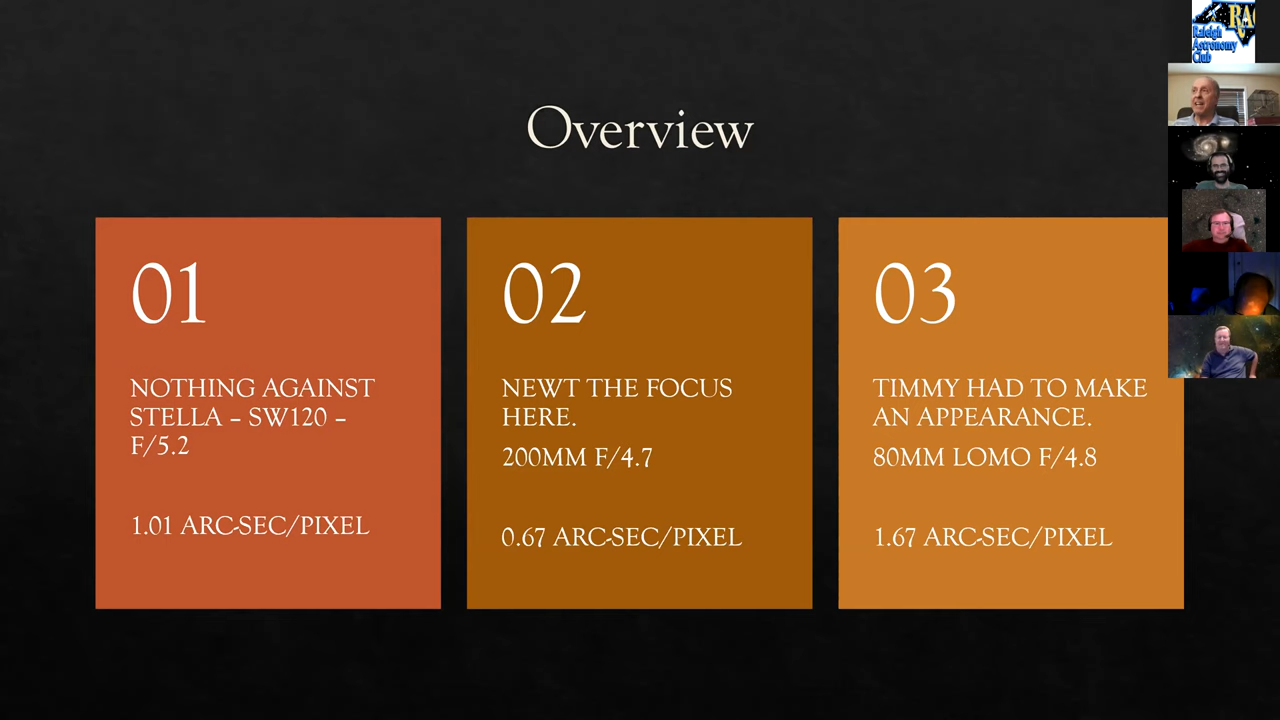 Overview
01
NOTHING AGAINST
STELLA – SW120 –
F/5.2
1.01 ARC-SEC/PIXEL
02
NEWT THE FOCUS
HERE.
200MM F/4.7
0.67 ARC-SEC/PIXEL
03
TIMMY HAD TO MAKE
AN APPEARANCE.
80MM LOMO F/4.8
1.67 ARC-SEC/PIXEL
RAC
Raleigh
Astronomy
Club